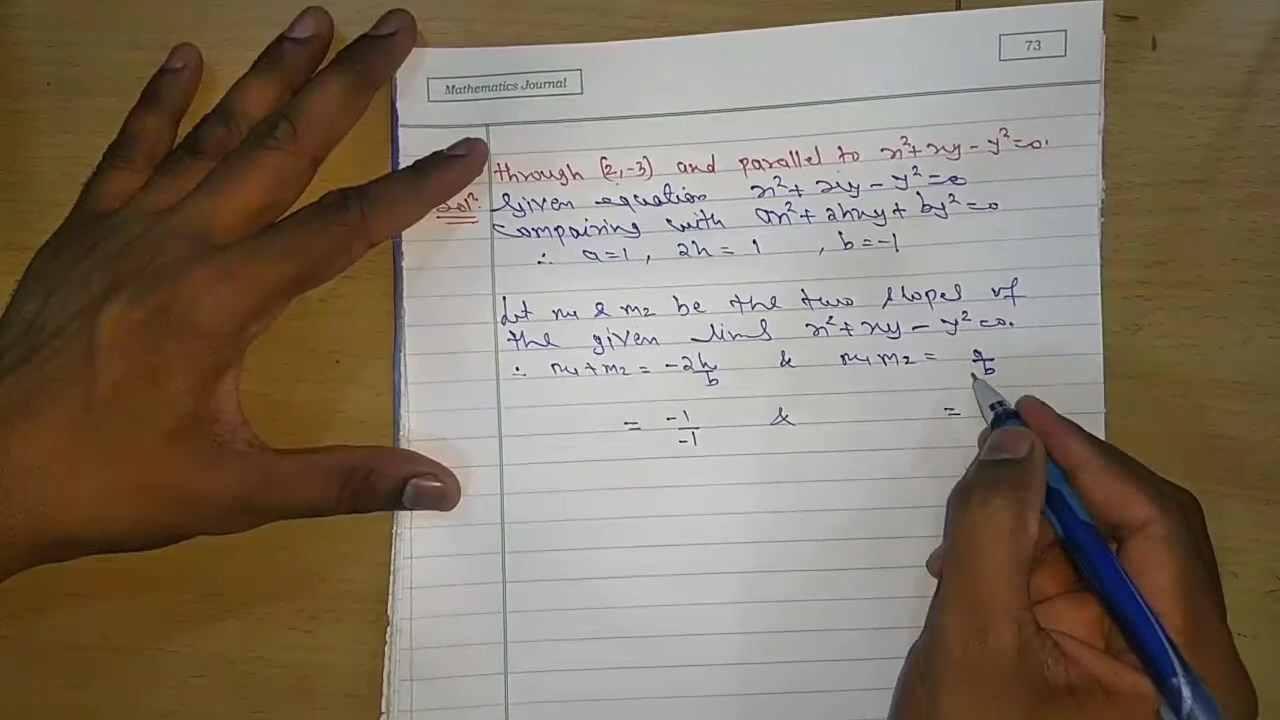 73
Mathematics Journal
through (2,-3) and parallel to x²+xy-y²=0.
Solⁿ. Given equation x²+xy-y²=0
Compairing with ax²+2hxy+by²=0
∴ a=1, 2h=1, b=-1
Let m₁ & m₂ be the two slopes of
the given lines x²+xy-y²=0.
∴ m₁+m₂ = -2h/b & m₁m₂ = a/b
= -1/-1 & =